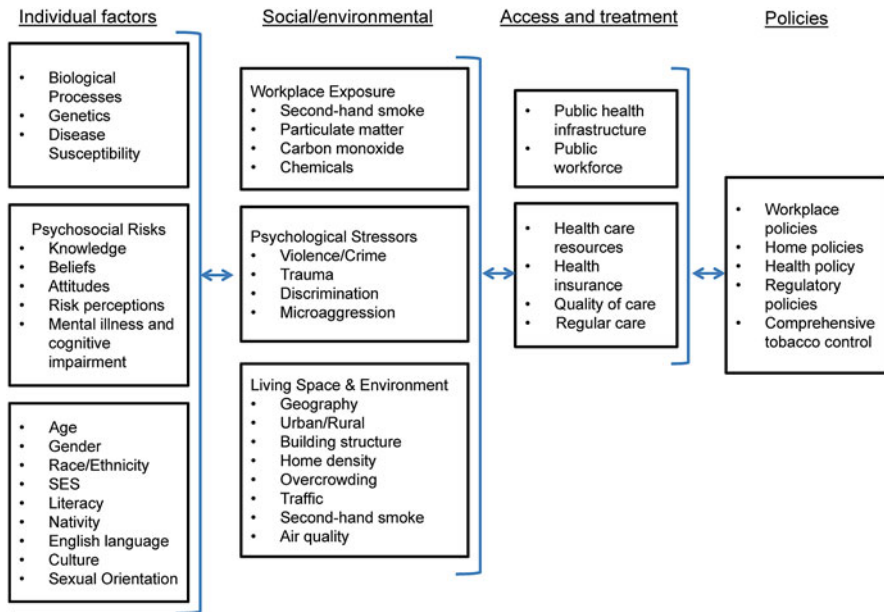 Individual factors
Social/environmental
Access and treatment
Policies
• Biological
Processes
• Genetics
• Disease
Susceptibility
Psychosocial Risks
• Knowledge
• Beliefs
• Attitudes
• Risk perceptions
• Mental illness and
cognitive
impairment
• Age
• Gender
• Race/Ethnicity
• SES
• Literacy
• Nativity
• English language
• Culture
• Sexual Orientation
Workplace Exposure
• Second-hand smoke
• Particulate matter
• Carbon monoxide
• Chemicals
Psychological Stressors
• Violence/Crime
• Trauma
• Discrimination
• Microaggression
Living Space & Environment
• Geography
• Urban/Rural
• Building structure
• Home density
• Overcrowding
• Traffic
• Second-hand smoke
• Air quality
• Public health
infrastructure
• Public
workforce
• Health care
resources
• Health
insurance
• Quality of care
• Regular care
• Workplace
policies
• Home policies
• Health policy
• Regulatory
policies
• Comprehensive
tobacco control